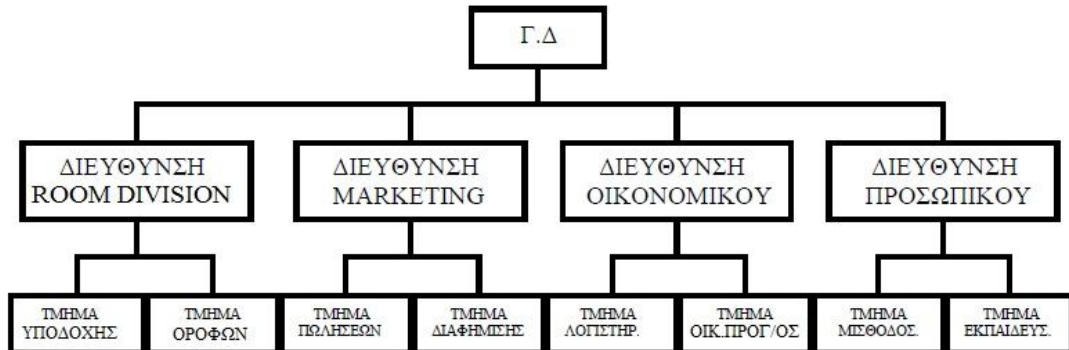 Γ.Δ
ΔΙΕΥΘΥΝΣΗ
ROOM DIVISION
ΔΙΕΥΘΥΝΣΗ
MARKETING
ΔΙΕΥΘΥΝΣΗ
ΟΙΚΟΝΟΜΙΚΟΥ
ΔΙΕΥΘΥΝΣΗ
ΠΡΟΣΩΠΙΚΟΥ
ΤΜΗΜΑ
ΥΠΟΔΟΧΗΣ
ΤΜΗΜΑ
ΟΡΟΦΩΝ
ΤΜΗΜΑ
ΠΩΛΗΣΕΩΝ
ΤΜΗΜΑ
ΔΙΑΦΗΜΙΣΗΣ
ΤΜΗΜΑ
ΛΟΓΙΣΤΗΡ.
ΤΜΗΜΑ
ΟΙΚ.ΠΡΟΓ/ΟΣ
ΤΜΗΜΑ
ΜΙΣΘΟΔΟΣ.
ΤΜΗΜΑ
ΕΚΠΑΙΔΕΥΣ.